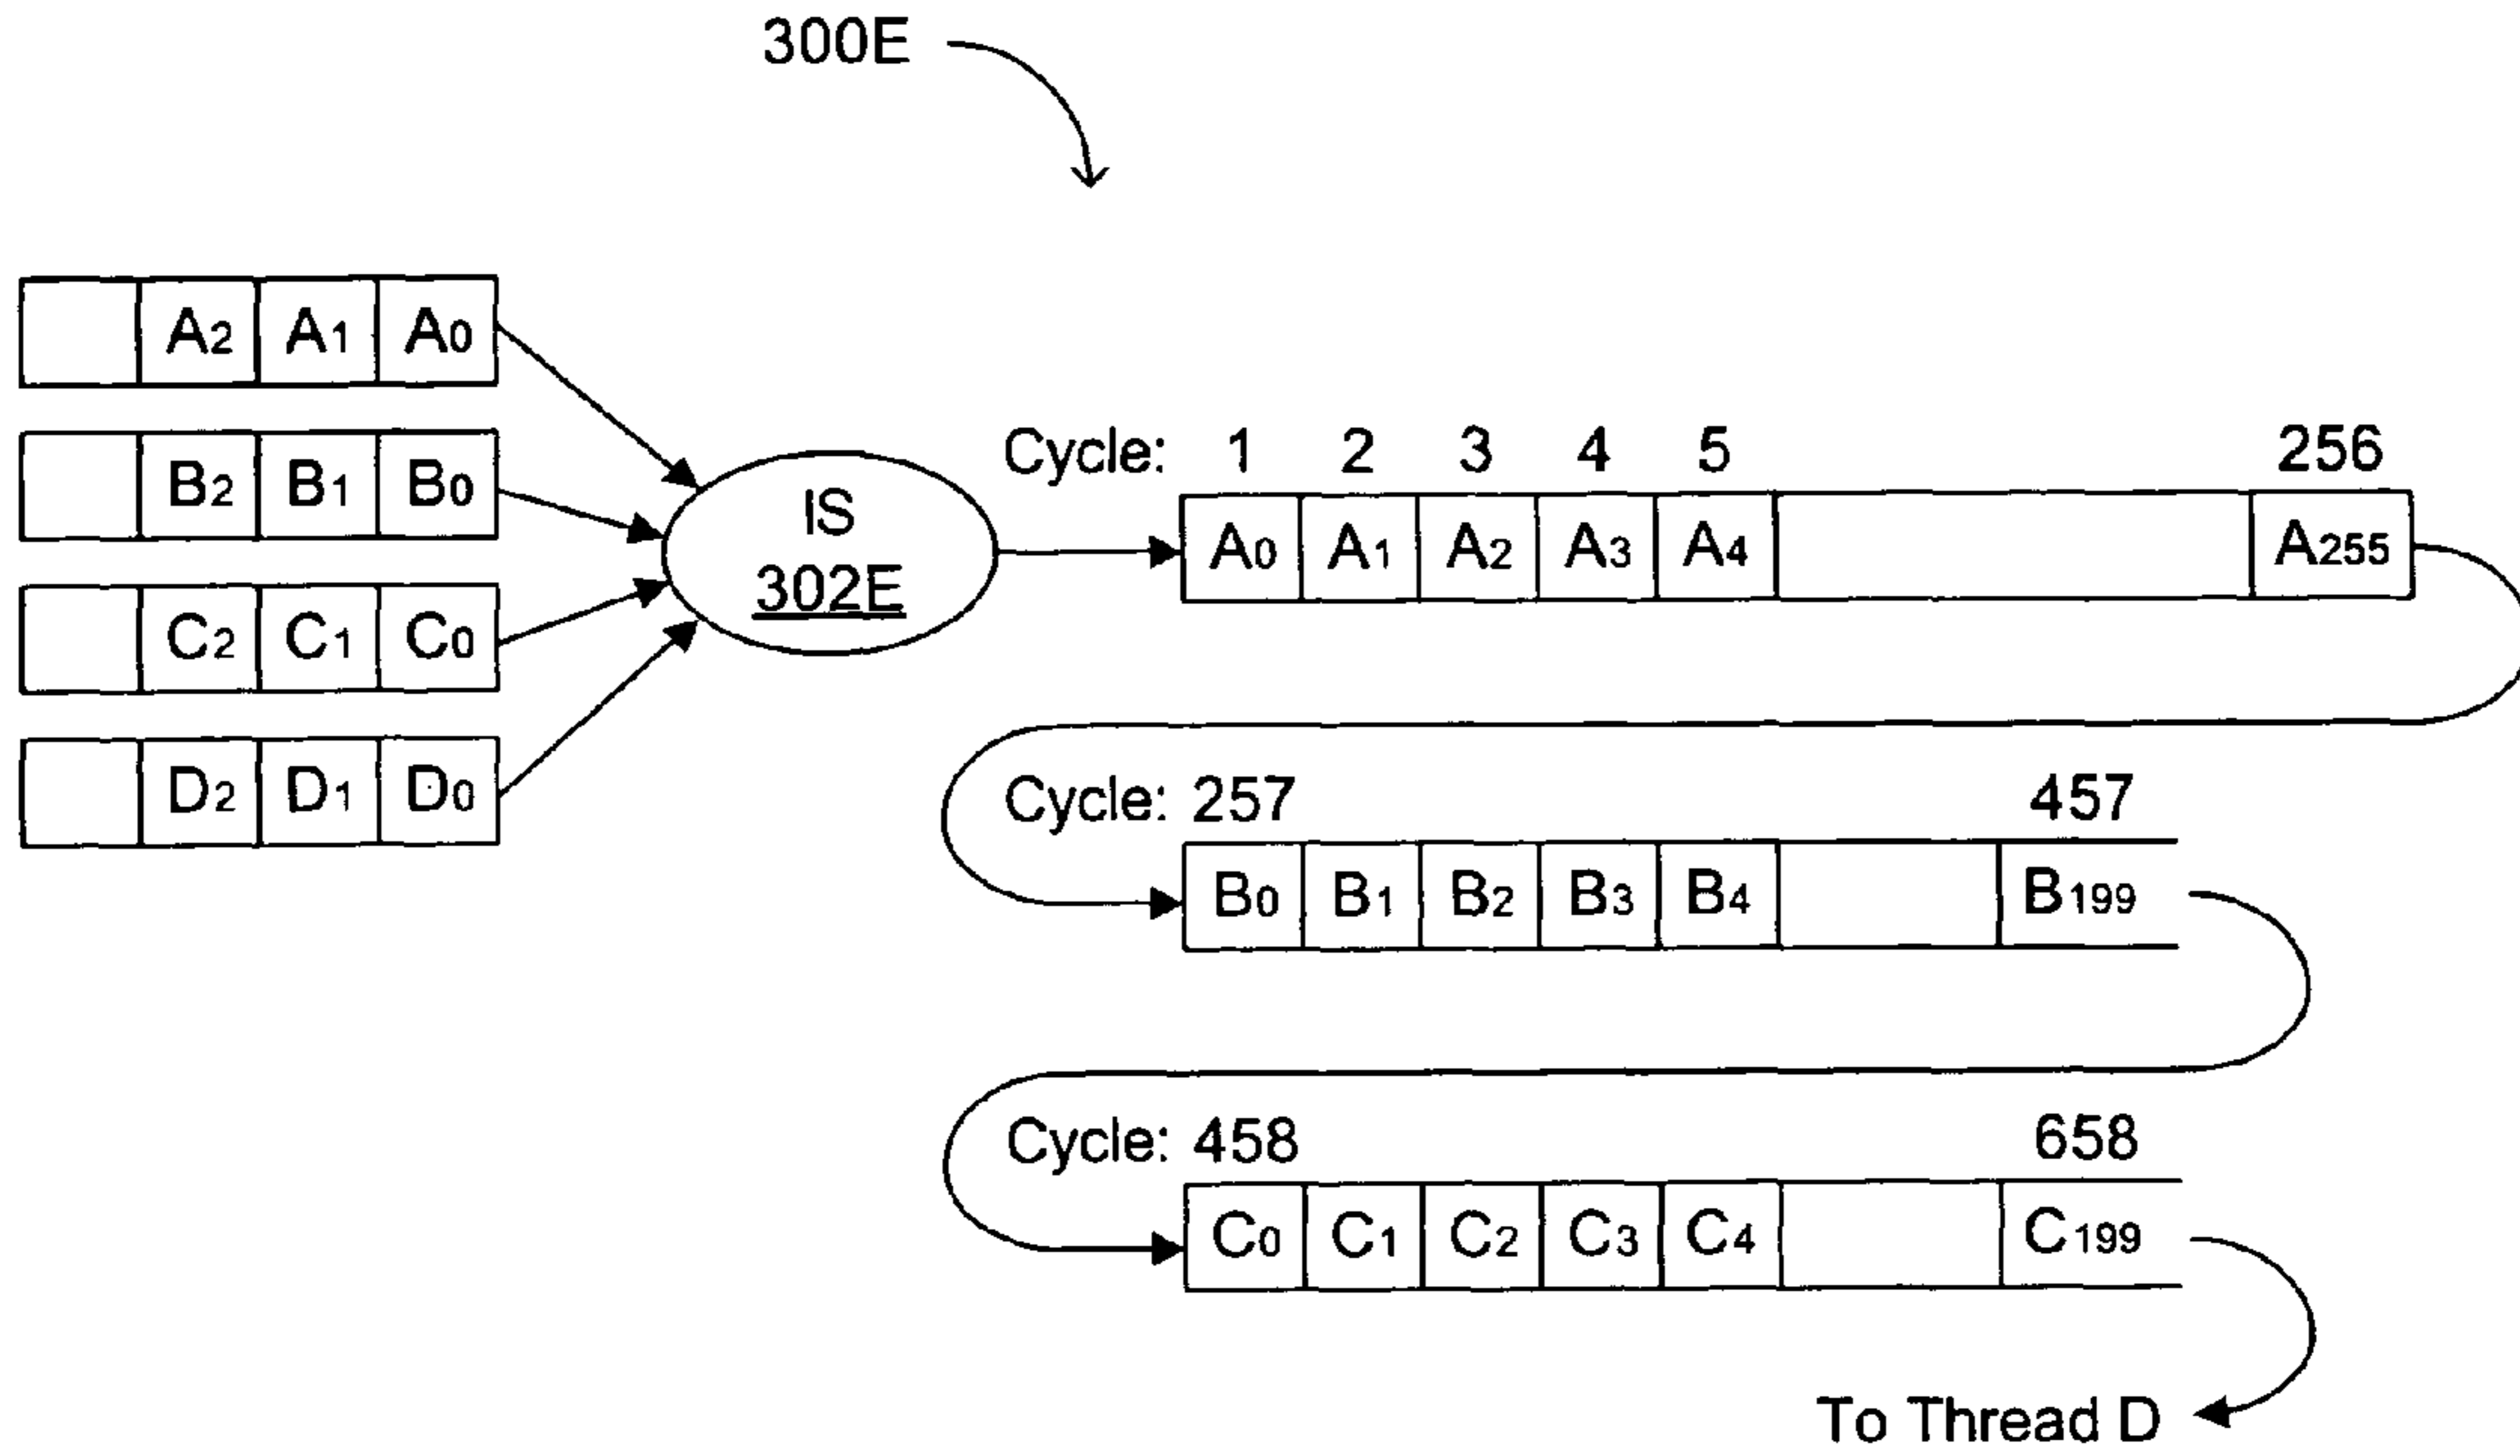 300E
A2 A1 A0
B2 B1 B0
C2 C1 C0
D2 D1 D0
IS
302E
Cycle: 1 2 3 4 5 256
A0 A1 A2 A3 A4 A255
Cycle: 257 457
B0 B1 B2 B3 B4 B199
Cycle: 458 658
C0 C1 C2 C3 C4 C199
To Thread D